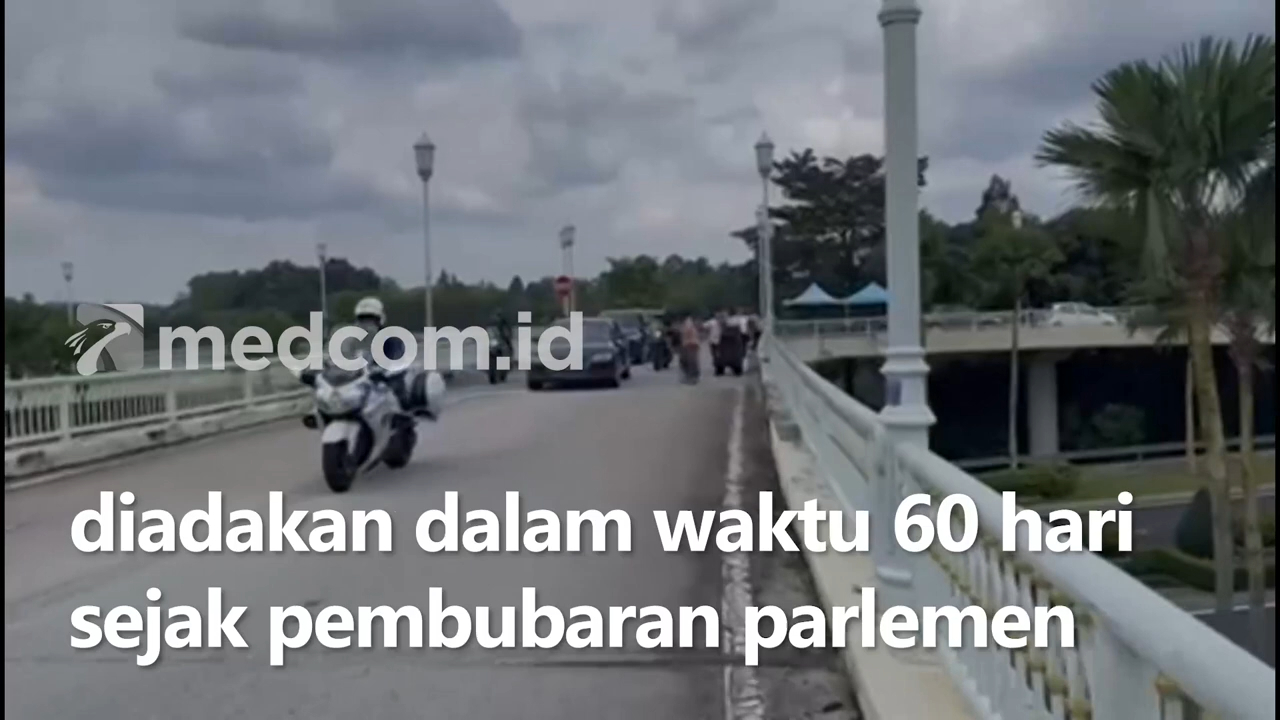 medcom.id
diadakan dalam waktu 60 hari
sejak pembubaran parlemen